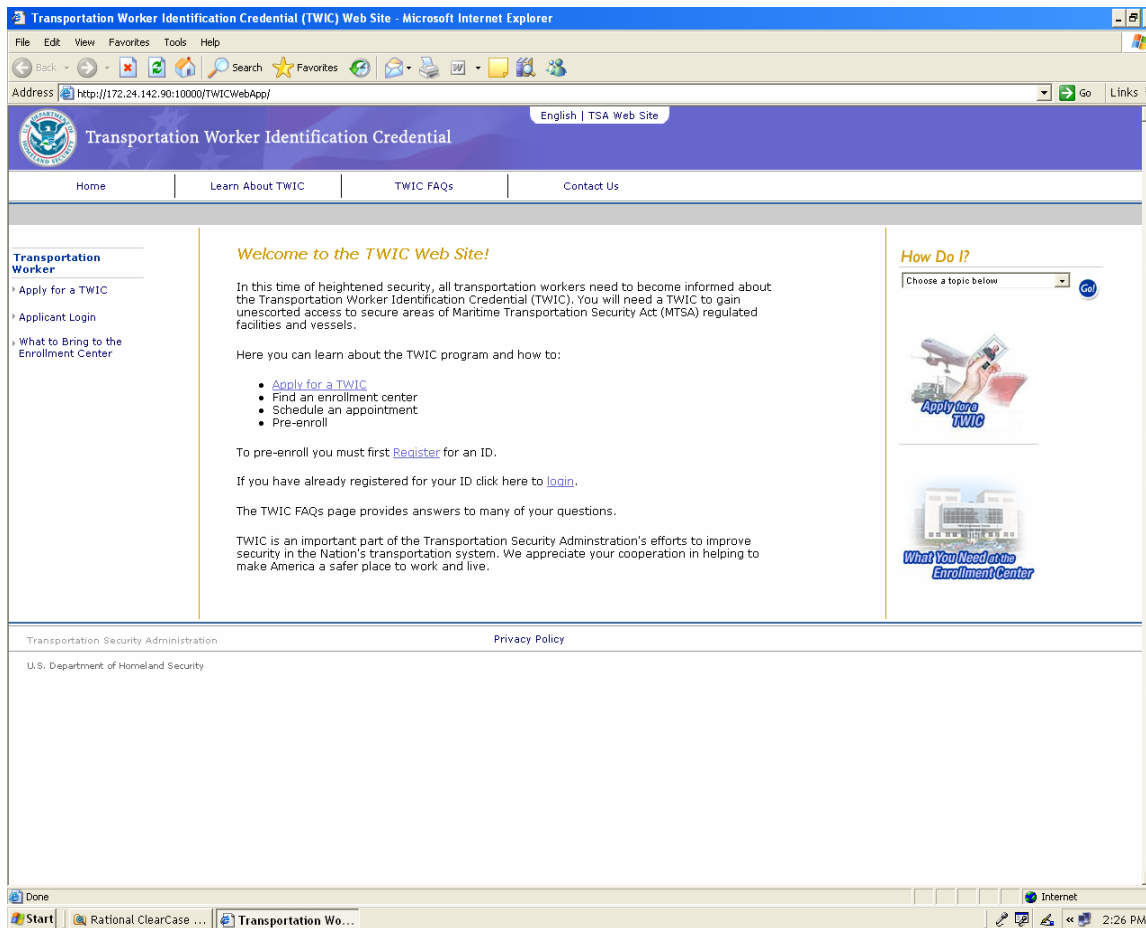 Transportation Worker Identification Credential (TWIC) Web Site - Microsoft Internet Explorer
File Edit View Favorites Tools Help
Back Search Favorites
Address http://172.24.142.90:10000/TWICWebApp/ Go Links
English | TSA Web Site
Transportation Worker Identification Credential
Home Learn About TWIC TWIC FAQs Contact Us
Transportation
Worker
Apply for a TWIC
Applicant Login
What to Bring to the
Enrollment Center
Welcome to the TWIC Web Site!
In this time of heightened security, all transportation workers need to become informed about
the Transportation Worker Identification Credential (TWIC). You will need a TWIC to gain
unescorted access to secure areas of Maritime Transportation Security Act (MTSA) regulated
facilities and vessels.
Here you can learn about the TWIC program and how to:
• Apply for a TWIC
• Find an enrollment center
• Schedule an appointment
• Pre-enroll
To pre-enroll you must first Register for an ID.
If you have already registered for your ID click here to login.
The TWIC FAQs page provides answers to many of your questions.
TWIC is an important part of the Transportation Security Adminstration's efforts to improve
security in the Nation's transportation system. We appreciate your cooperation in helping to
make America a safer place to work and live.
How Do I?
Choose a topic below Go!
Apply for a
TWIC
What You Need at the
Enrollment Center
Transportation Security Administration Privacy Policy
U.S. Department of Homeland Security
Done Internet
Start Rational ClearCase ... Transportation Wo... 2:26 PM